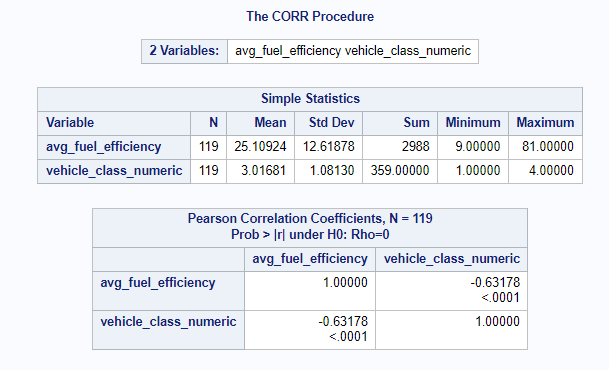 The CORR Procedure
2 Variables: avg_fuel_efficiency vehicle_class_numeric
Simple Statistics
Variable N Mean Std Dev Sum Minimum Maximum
avg_fuel_efficiency 119 25.10924 12.61878 2988 9.00000 81.00000
vehicle_class_numeric 119 3.01681 1.08130 359.00000 1.00000 4.00000
Pearson Correlation Coefficients, N = 119
Prob > |r| under H0: Rho=0
avg_fuel_efficiency vehicle_class_numeric
avg_fuel_efficiency 1.00000 -0.63178
<.0001
vehicle_class_numeric -0.63178 1.00000
<.0001